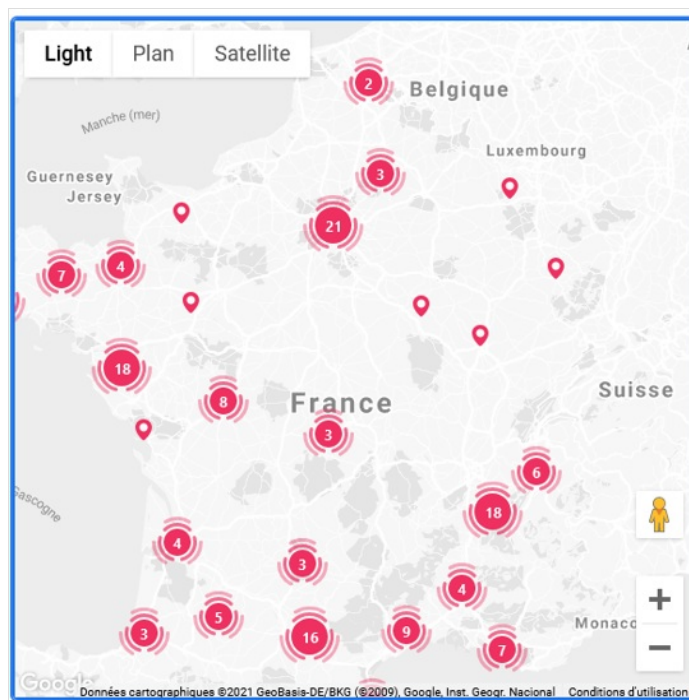 Light Plan Satellite
2
Belgique
Manche (mer)
Luxembourg
3
Guernesey
Jersey
21
4
7
18
Suisse
8
France
3
6
Gascogne
18
4
3
4
5
Monaco
3
16
9
7
Google
Données cartographiques ©2021 GeoBasis-DE/BKG (©2009), Google, Inst. Geogr. Nacional Conditions d'utilisation